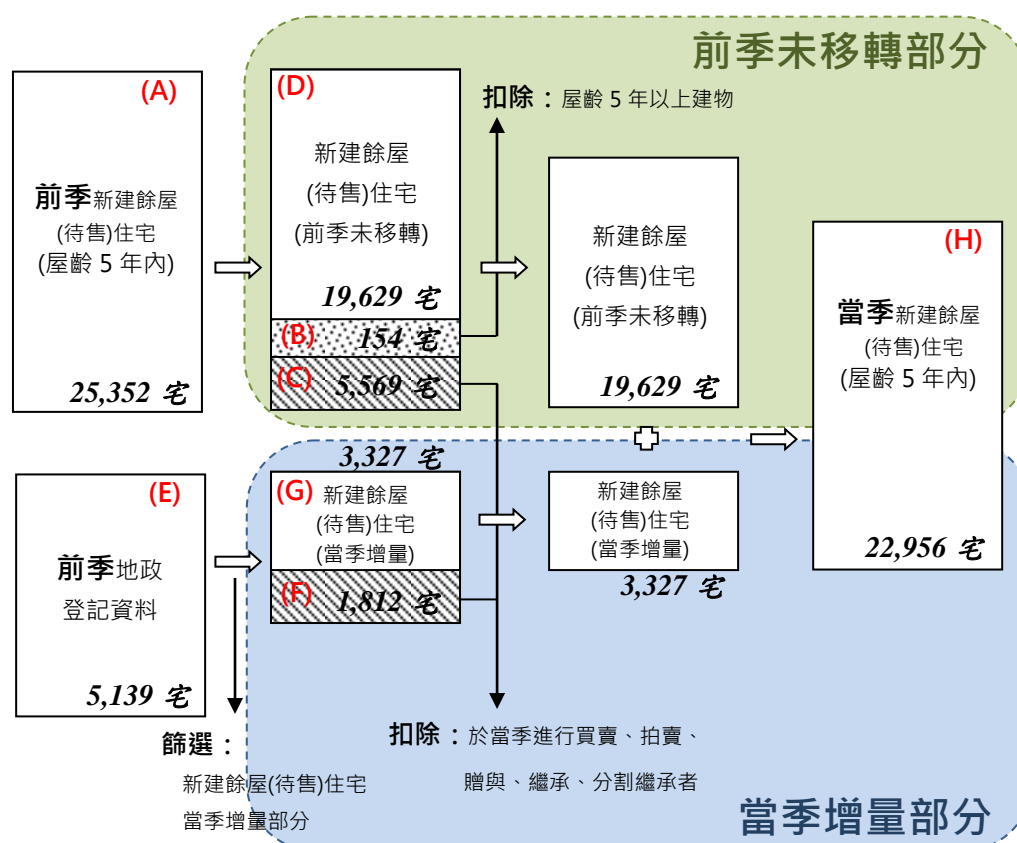 前季未移轉部分
(A)
前季新建餘屋
(待售)住宅
(屋齡 5 年內)
25,352 宅
(D)
新建餘屋
(待售)住宅
(前季未移轉)
19,629 宅
(B) 154 宅
(C) 5,569 宅
扣除：屋齡 5 年以上建物
新建餘屋
(待售)住宅
(前季未移轉)
19,629 宅
(H)
當季新建餘屋
(待售)住宅
(屋齡 5 年內)
22,956 宅
(E)
前季地政
登記資料
5,139 宅
3,327 宅
(G) 新建餘屋
(待售)住宅
(當季增量)
(F) 1,812 宅
新建餘屋
(待售)住宅
(當季增量)
3,327 宅
篩選：
新建餘屋(待售)住宅
當季增量部分
扣除：於當季進行買賣、拍賣、
贈與、繼承、分割繼承者
當季增量部分